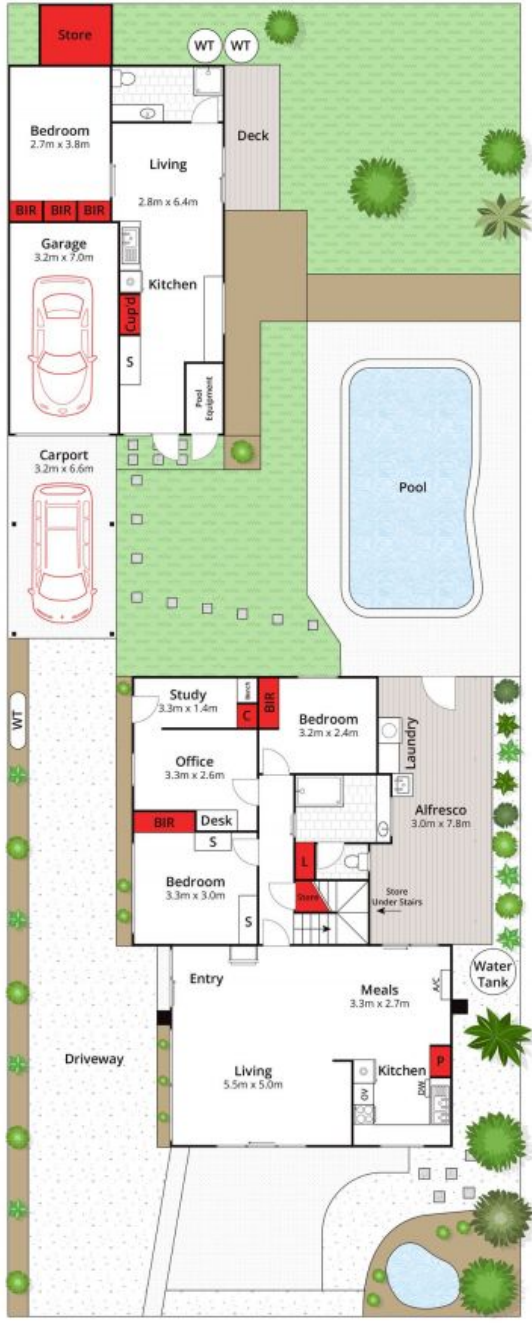 Store
WT
WT
Bedroom
2.7m x 3.8m
Living
2.8m x 6.4m
Deck
BIR
BIR
BIR
Garage
3.2m x 7.0m
Kitchen
Cup'd
S
Pool
Equipment
Carport
3.2m x 6.6m
Pool
WT
Study
3.3m x 1.4m
Bench
C
BIR
Bedroom
3.2m x 2.4m
Laundry
Office
3.3m x 2.6m
Alfresco
3.0m x 7.8m
BIR
Desk
S
L
Bedroom
3.3m x 3.0m
S
Store
Store
Under Stairs
Entry
Meals
3.3m x 2.7m
A/C
Water
Tank
Driveway
Living
5.5m x 5.0m
Kitchen
P
OV
DW